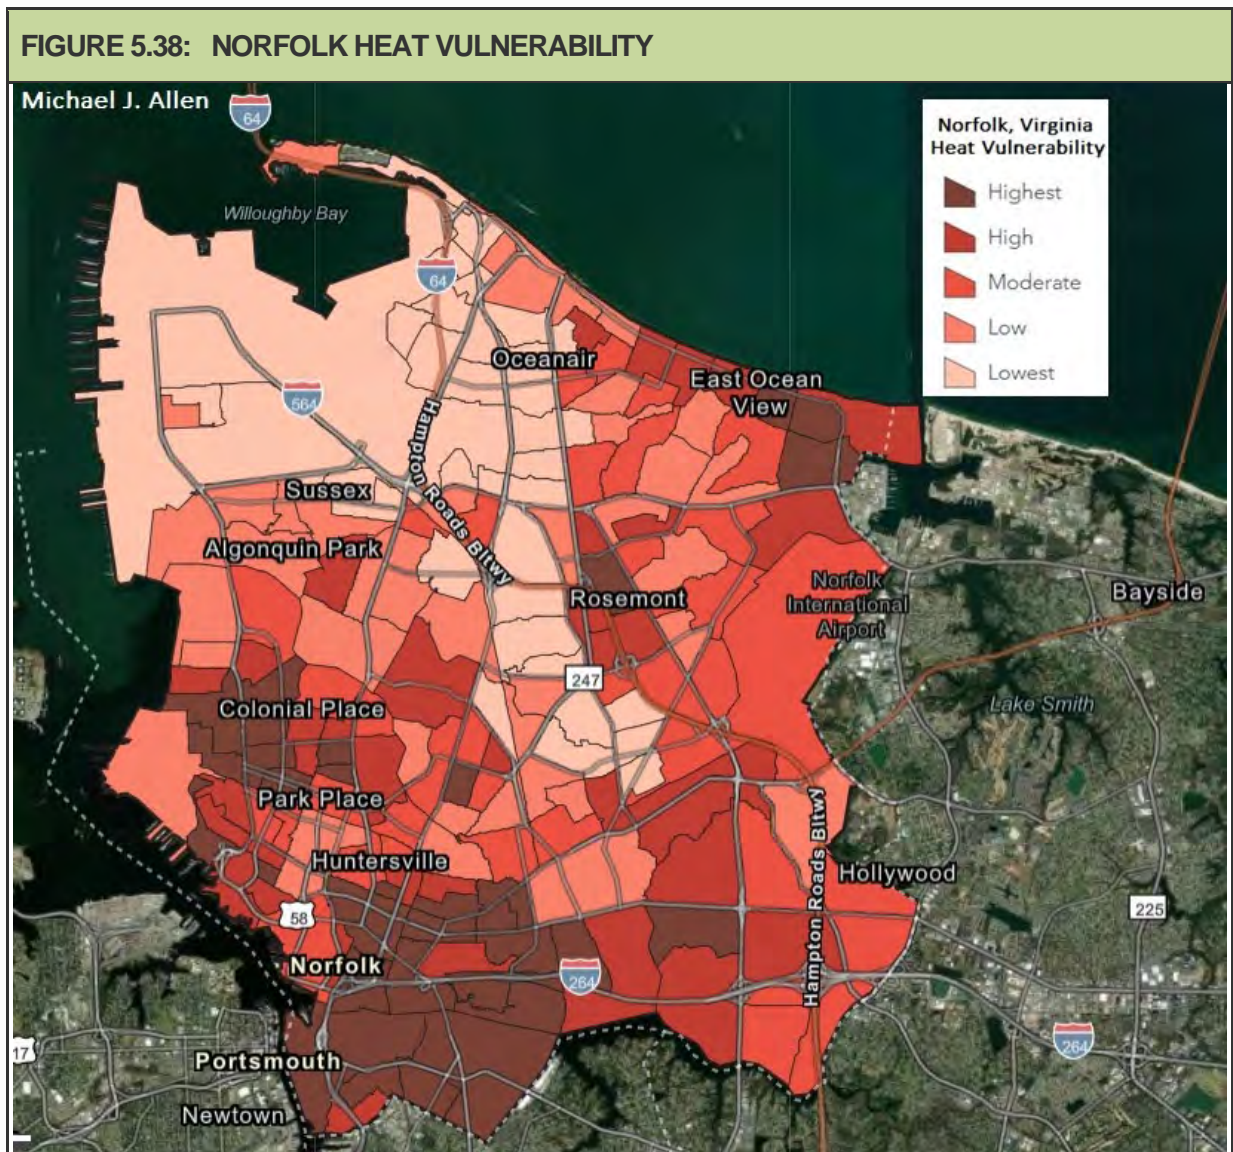 FIGURE 5.38: NORFOLK HEAT VULNERABILITY
Michael J. Allen
64
Norfolk, Virginia
Heat Vulnerability
Highest
High
Moderate
Low
Lowest
Willoughby Bay
64
Oceanair
East Ocean
View
564
Hampton Roads Bltwy
Sussex
Algonquin Park
Norfolk
International
Airport
Rosemont
Bayside
247
Lake Smith
Colonial Place
Park Place
Hampton Roads Bltwy
Huntersville
Hollywood
58
225
Norfolk
264
264
17
Portsmouth
Newtown